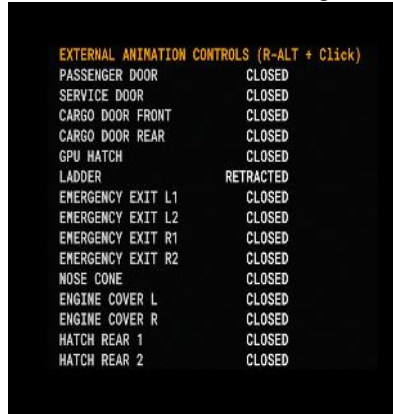 EXTERNAL ANIMATION CONTROLS (R-ALT + Click)
PASSENGER DOOR CLOSED
SERVICE DOOR CLOSED
CARGO DOOR FRONT CLOSED
CARGO DOOR REAR CLOSED
GPU HATCH CLOSED
LADDER RETRACTED
EMERGENCY EXIT L1 CLOSED
EMERGENCY EXIT L2 CLOSED
EMERGENCY EXIT R1 CLOSED
EMERGENCY EXIT R2 CLOSED
NOSE CONE CLOSED
ENGINE COVER L CLOSED
ENGINE COVER R CLOSED
HATCH REAR 1 CLOSED
HATCH REAR 2 CLOSED